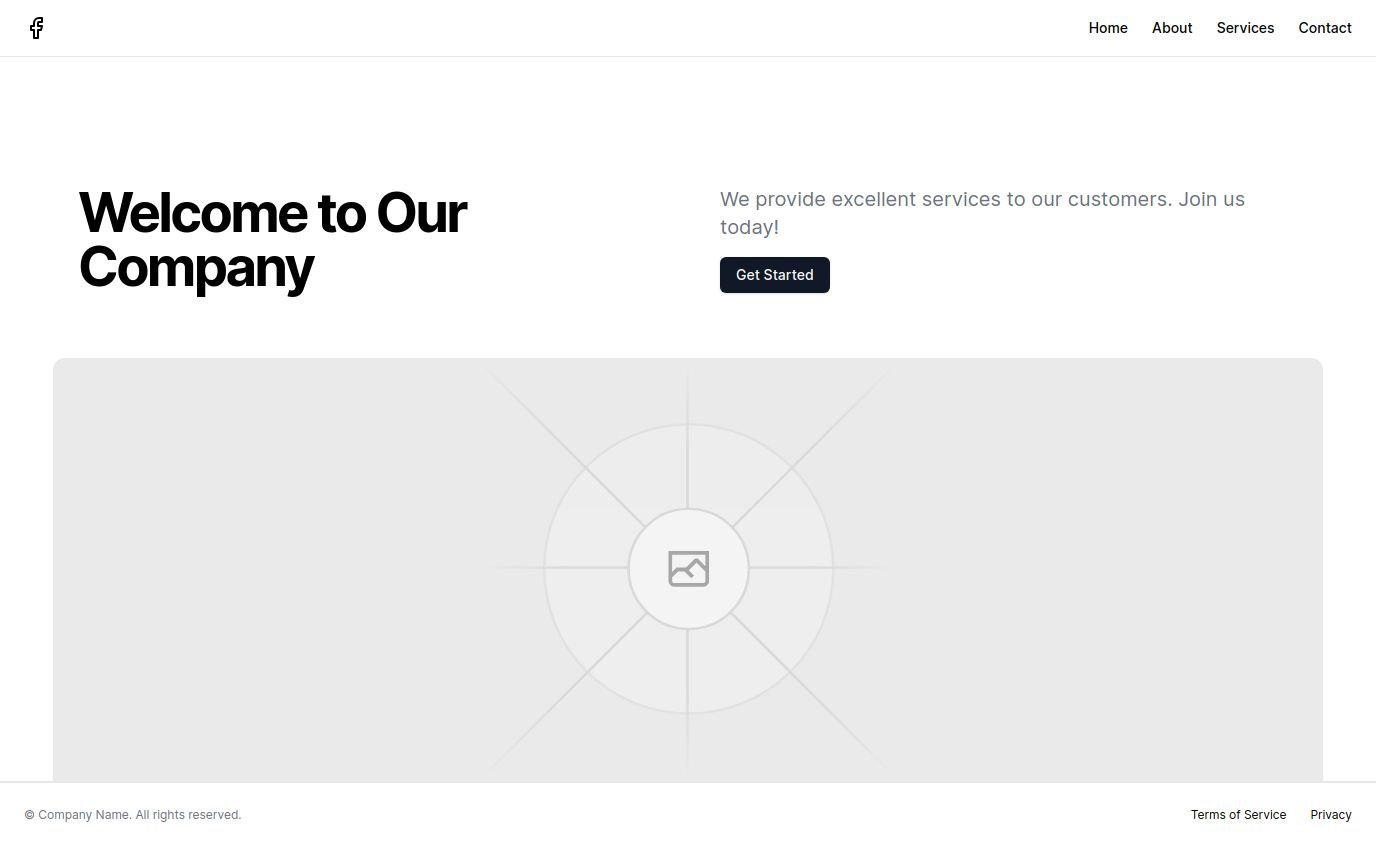 Home
About
Services
Contact
Welcome to Our
Company
We provide excellent services to our customers. Join us
today!
Get Started
© Company Name. All rights reserved.
Terms of Service
Privacy